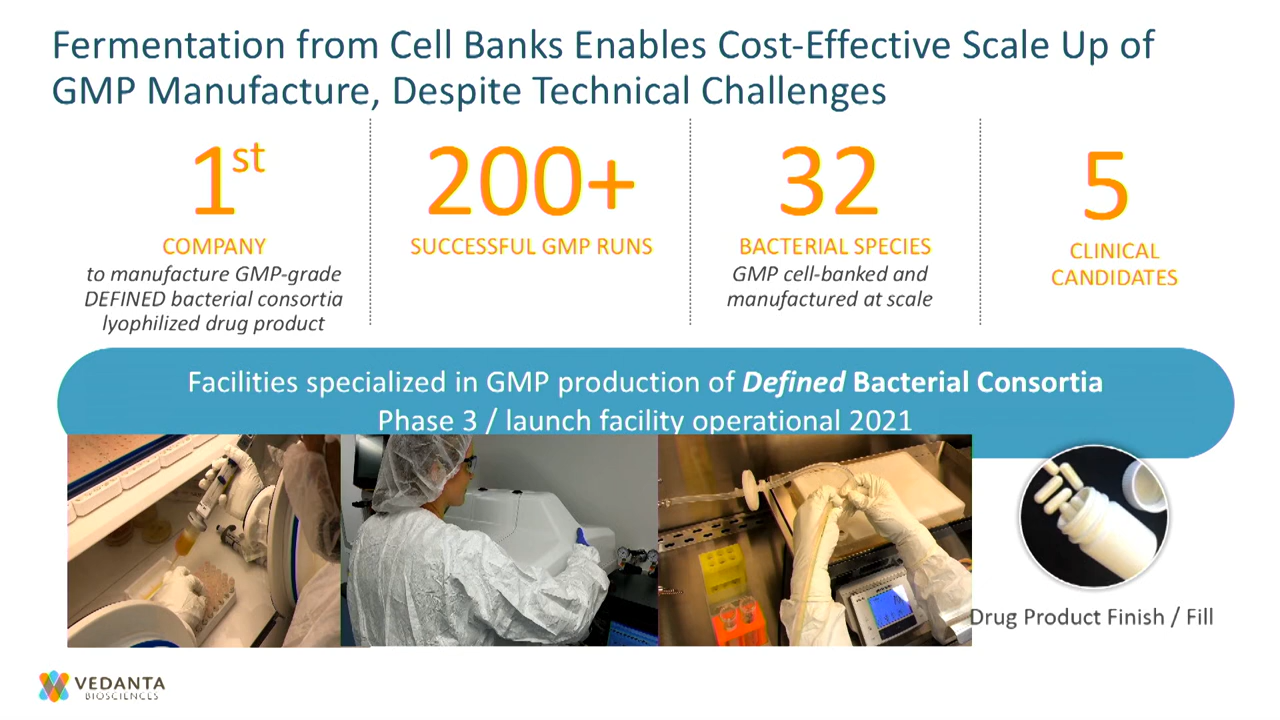 Fermentation from Cell Banks Enables Cost-Effective Scale Up of
GMP Manufacture, Despite Technical Challenges
1st
COMPANY
to manufacture GMP-grade
DEFINED bacterial consortia
lyophilized drug product
200+
SUCCESSFUL GMP RUNS
32
BACTERIAL SPECIES
GMP cell-banked and
manufactured at scale
5
CLINICAL
CANDIDATES
Facilities specialized in GMP production of Defined Bacterial Consortia
Phase 3 / launch facility operational 2021
Drug Product Finish / Fill
VEDANTA
BIOSCIENCES